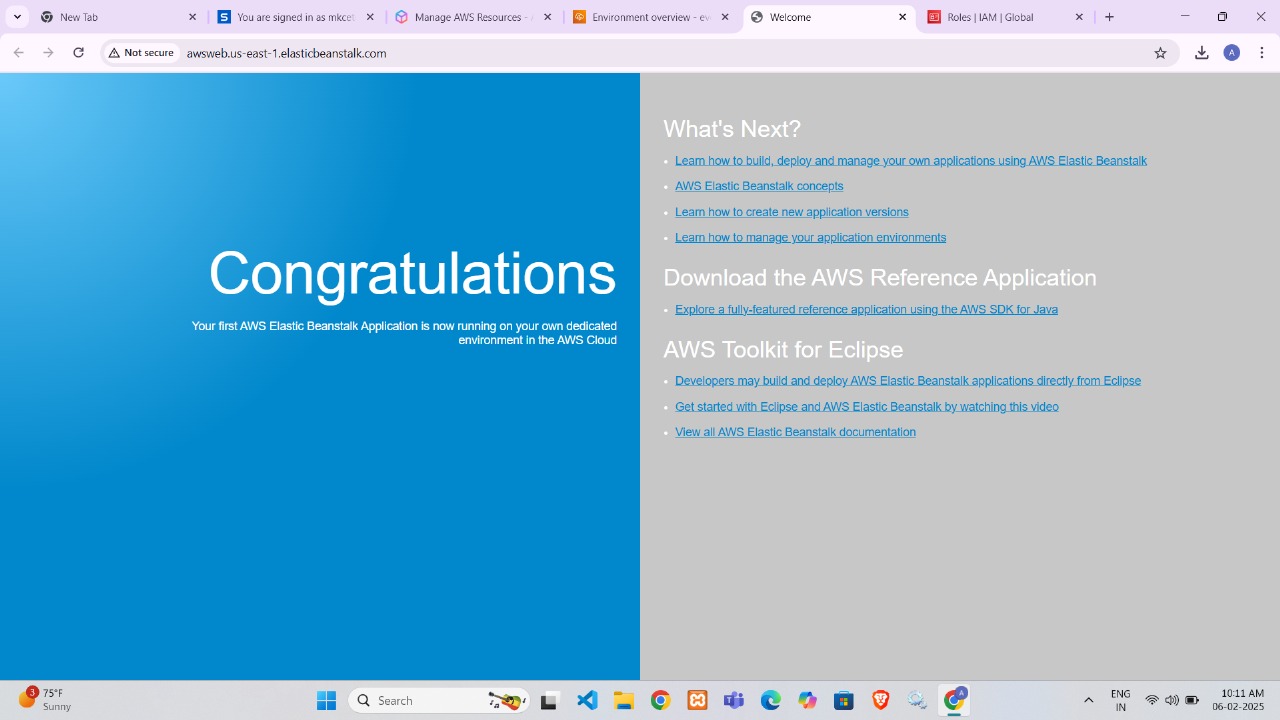 New Tab
You are signed in as mkcet
Manage AWS Resources - A
Environment overview - ev
Welcome
Roles | IAM | Global
Not secure
awsweb.us-east-1.elasticbeanstalk.com
A
Congratulations
Your first AWS Elastic Beanstalk Application is now running on your own dedicated
environment in the AWS Cloud
What's Next?
Learn how to build, deploy and manage your own applications using AWS Elastic Beanstalk
AWS Elastic Beanstalk concepts
Learn how to create new application versions
Learn how to manage your application environments
Download the AWS Reference Application
Explore a fully-featured reference application using the AWS SDK for Java
AWS Toolkit for Eclipse
Developers may build and deploy AWS Elastic Beanstalk applications directly from Eclipse
Get started with Eclipse and AWS Elastic Beanstalk by watching this video
View all AWS Elastic Beanstalk documentation
3
75°F
Sunny
Search
A
ENG
IN
10:11 AM
06-02-2025